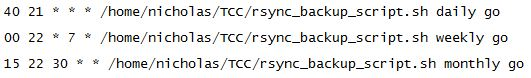 40 21 * * * /home/nicholas/TCC/rsync_backup_script.sh daily go
00 22 * 7 * /home/nicholas/TCC/rsync_backup_script.sh weekly go
15 22 30 * * /home/nicholas/TCC/rsync_backup_script.sh monthly go